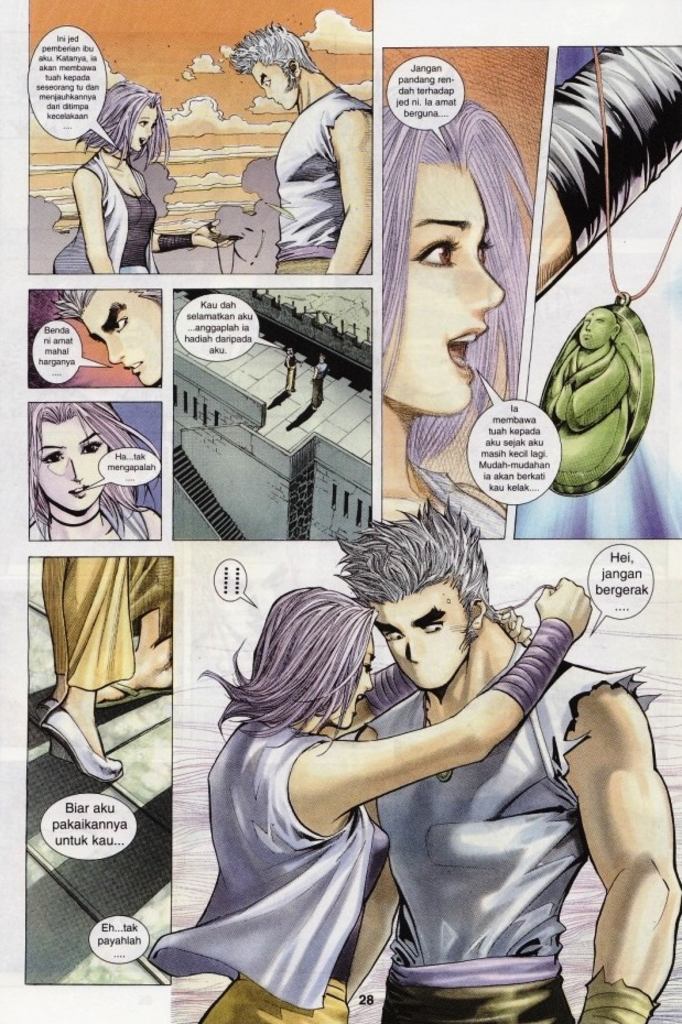 Ini jed
pemberian ibu
aku. Katanya, ia
akan membawa
tuah kepada
seseorang tu dan
menjauhkannya
dari ditimpa
kecelakaan
....
Jangan
pandang ren-
dah terhadap
jed ni. Ia amat
berguna....
Ia
membawa
tuah kepada
aku sejak aku
masih kecil lagi.
Mudah-mudahan
ia akan berkati
kau kelak....
Benda
ni amat
mahal
harganya
....
Kau dah
selamatkan aku
...anggaplah ia
hadiah daripada
aku.
Ha...tak
mengapalah
....
Biar aku
pakaikannya
untuk kau...
Eh...tak
payahlah
....
Hei,
jangan
bergerak
....
28